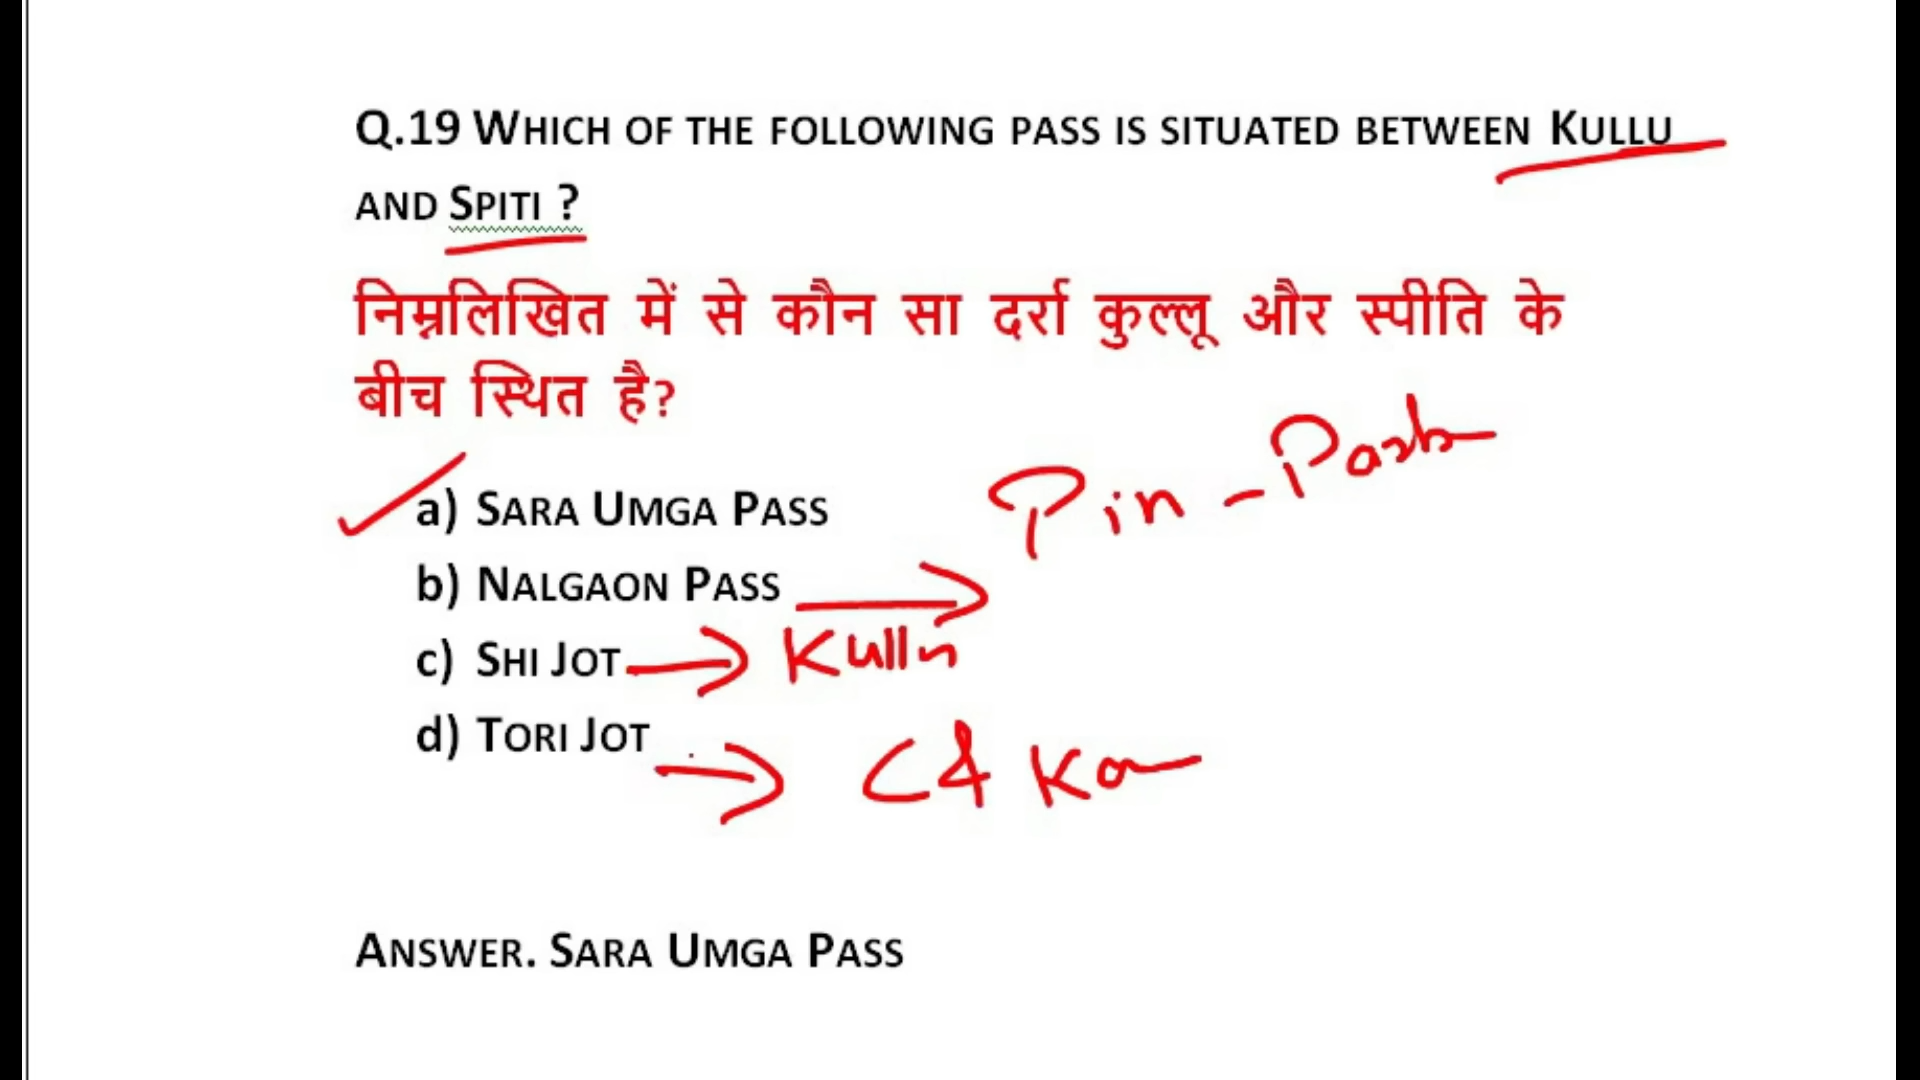 Q.19 WHICH OF THE FOLLOWING PASS IS SITUATED BETWEEN KULLU
AND SPITI ?
निम्नलिखित में से कौन सा दर्रा कुल्लू और स्पीति के
बीच स्थित है?
a) SARA UMGA PASS
Pin -
b) NALGAON PASS
c) SHI JOT
Kullu
d) TORI JOT
ANSWER. SARA UMGA PASS